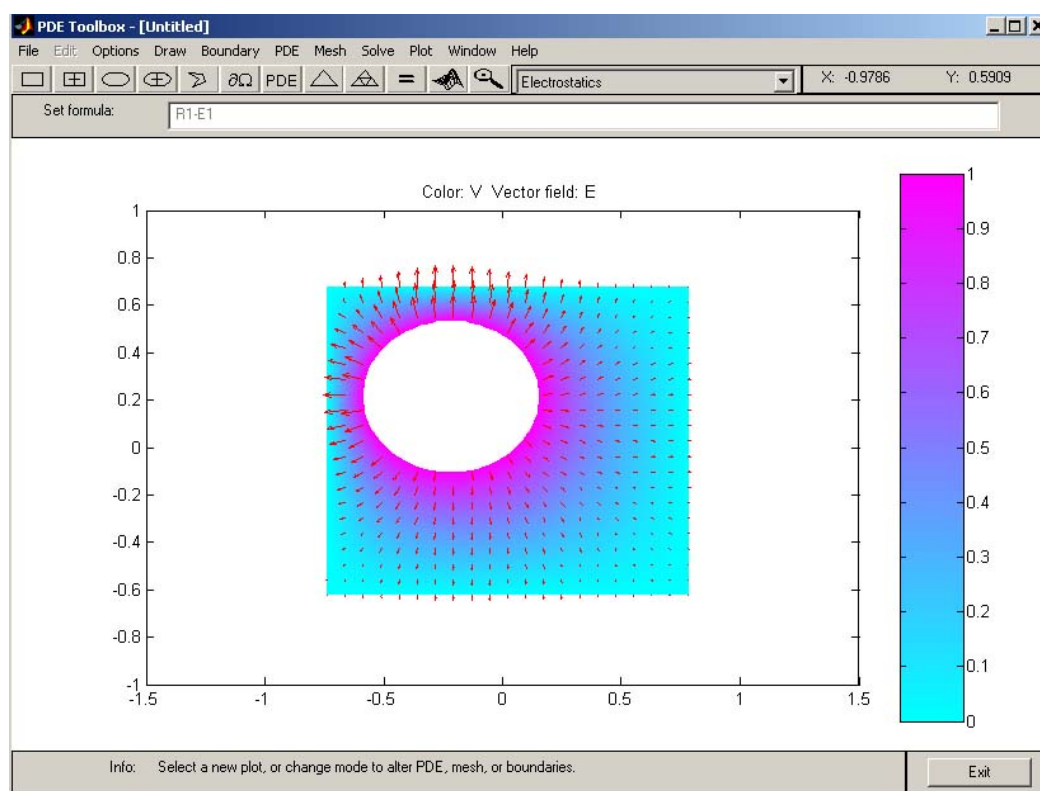 PDE Toolbox - [Untitled]
File Edit Options Draw Boundary PDE Mesh Solve Plot Window Help
∂Ω PDE = Electrostatics X: -0.9786 Y: 0.5909
Set formula: R1-E1
Color: V Vector field: E
1
0.8
0.6
0.4
0.2
0
-0.2
-0.4
-0.6
-0.8
-1
-1.5 -1 -0.5 0 0.5 1 1.5
1
0.9
0.8
0.7
0.6
0.5
0.4
0.3
0.2
0.1
0
Info: Select a new plot, or change mode to alter PDE, mesh, or boundaries.
Exit